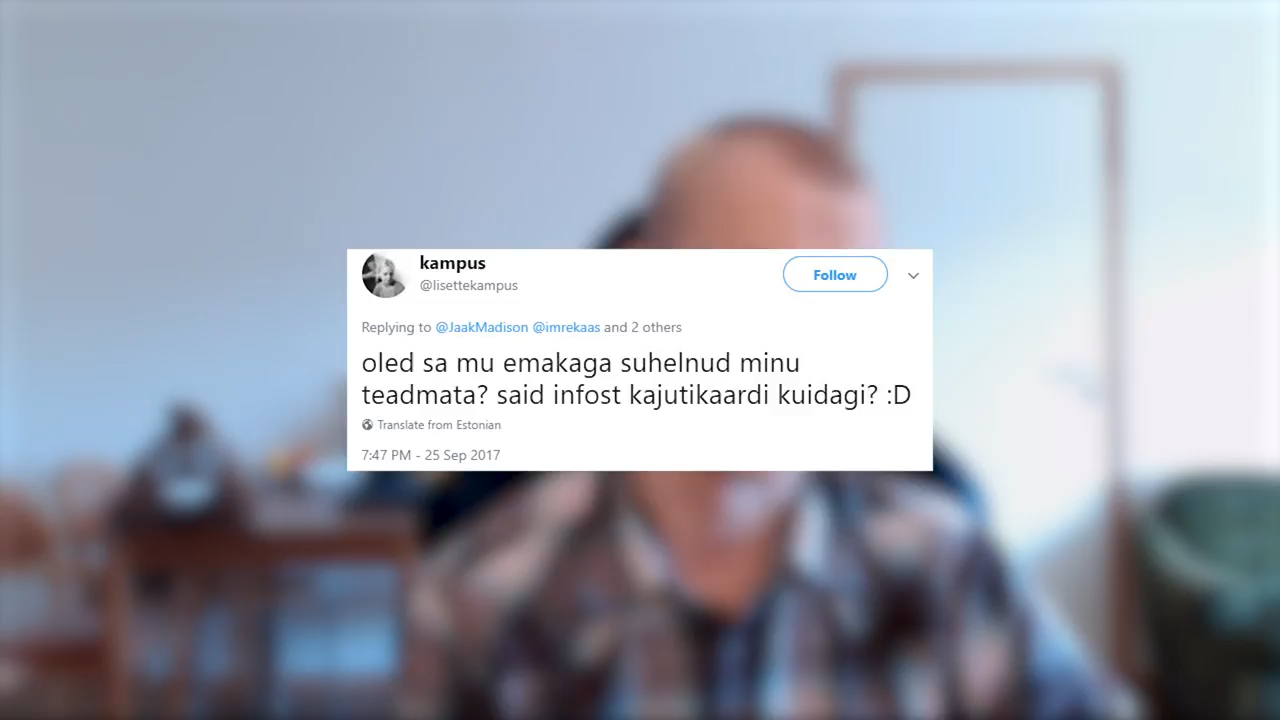 kampus
@lisettekampus
Follow
Replying to @JaakMadison @imrekaas and 2 others
oled sa mu emakaga suhelnud minu
teadmata? said infost kajutikaardi kuidagi? :D
Translate from Estonian
7:47 PM - 25 Sep 2017